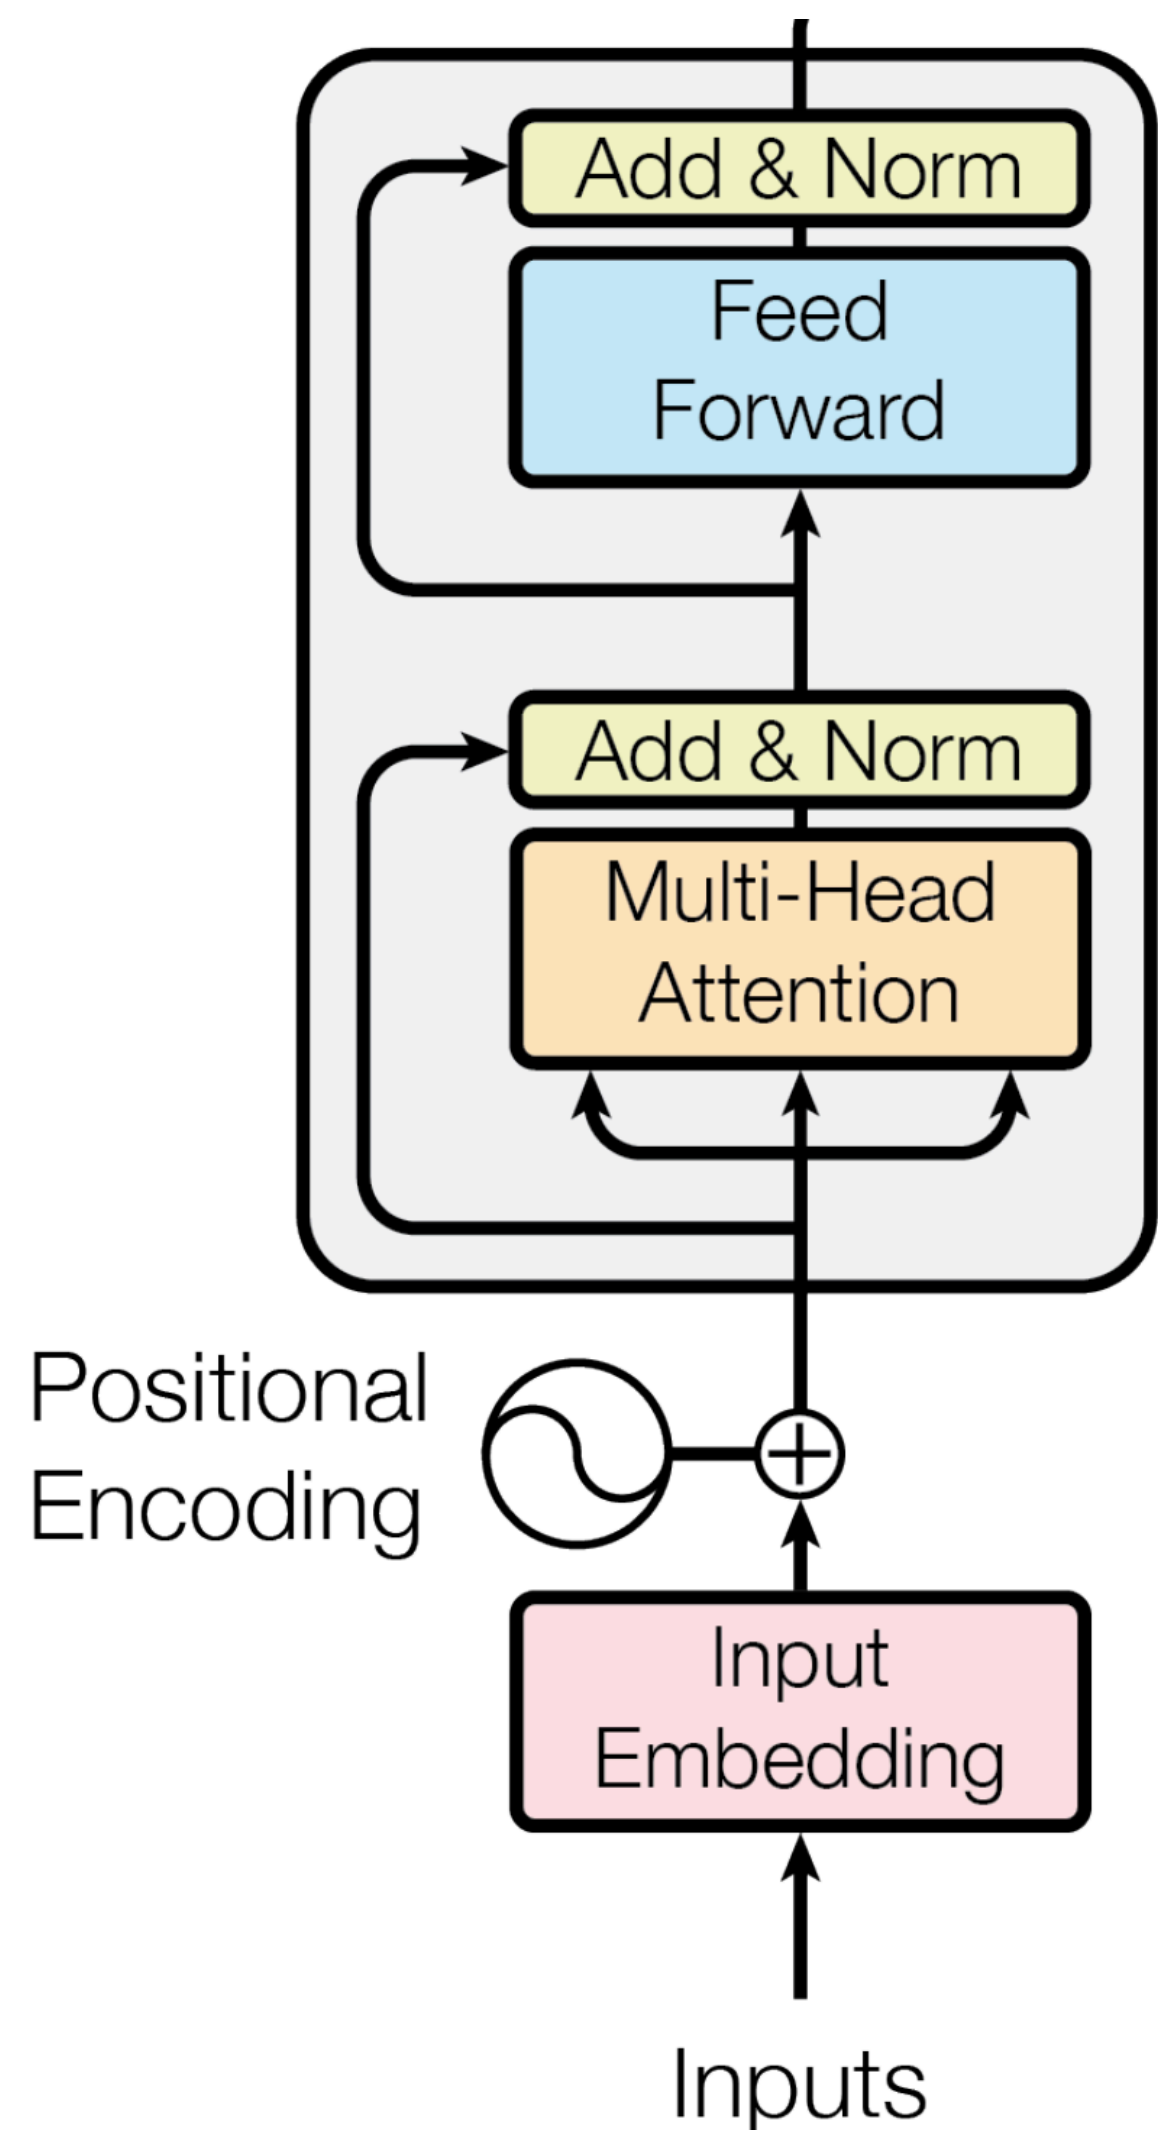 Add & Norm
Feed
Forward
Add & Norm
Multi-Head
Attention
Positional
Encoding
Input
Embedding
Inputs